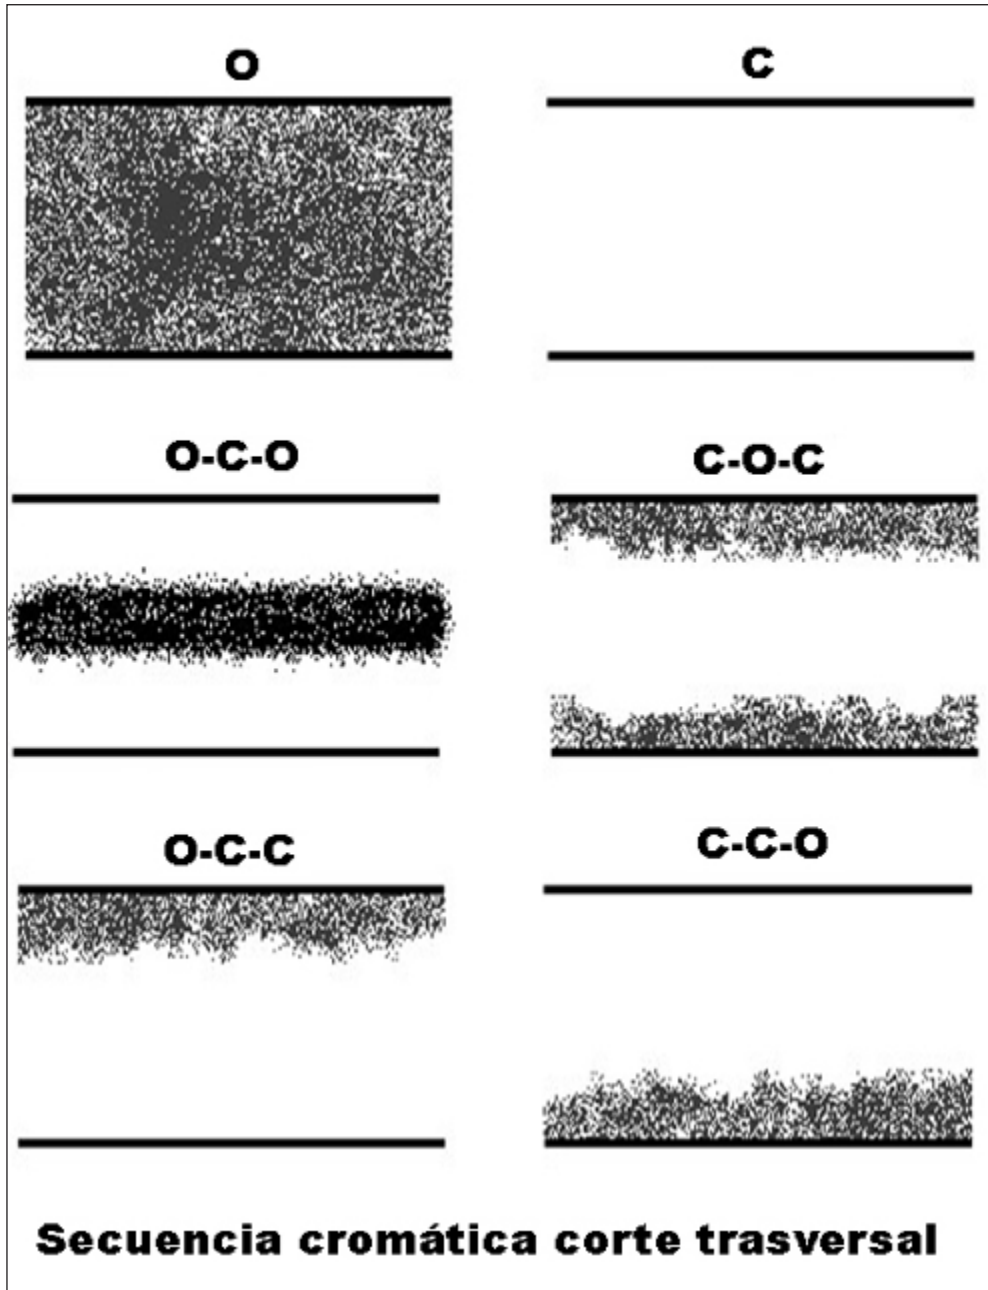 O
C
O-C-O
C-O-C
O-C-C
C-C-O
Secuencia cromática corte trasversal